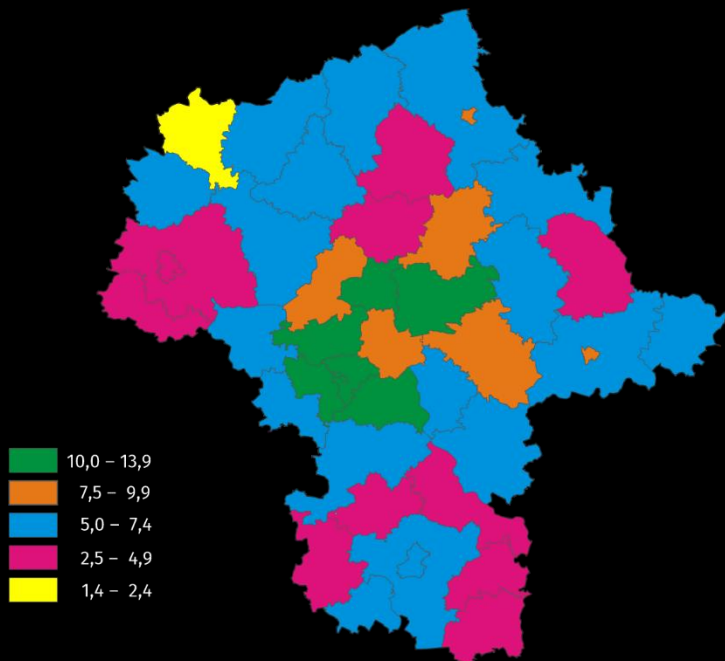 10,0 – 13,9
7,5 – 9,9
5,0 – 7,4
2,5 – 4,9
1,4 – 2,4